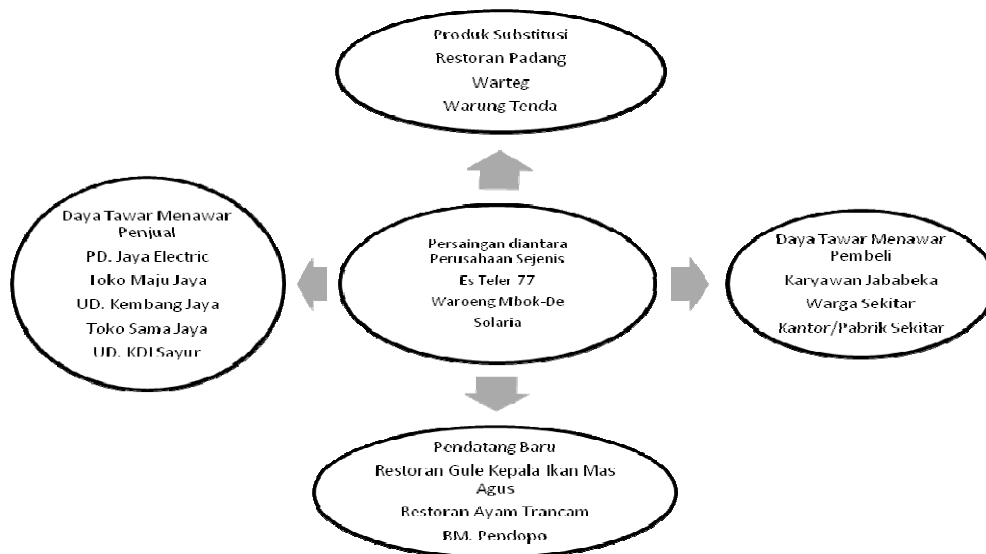 Produk Substitusi
Restoran Padang
Warteg
Warung Tenda
Daya Tawar Menawar
Penjual
PD. Jaya Electric
Toko Maju Jaya
UD. Kembang Jaya
Toko Sama Jaya
UD. KDI Sayur
Persaingan diantara
Perusahaan Sejenis
Es Teler 77
Waroeng Mbok-De
Solaria
Daya Tawar Menawar
Pembeli
Karyawan Jababeka
Warga Sekitar
Kantor/Pabrik Sekitar
Pendatang Baru
Restoran Gule Kepala Ikan Mas
Agus
Restoran Ayam Trancam
RM. Pendopo